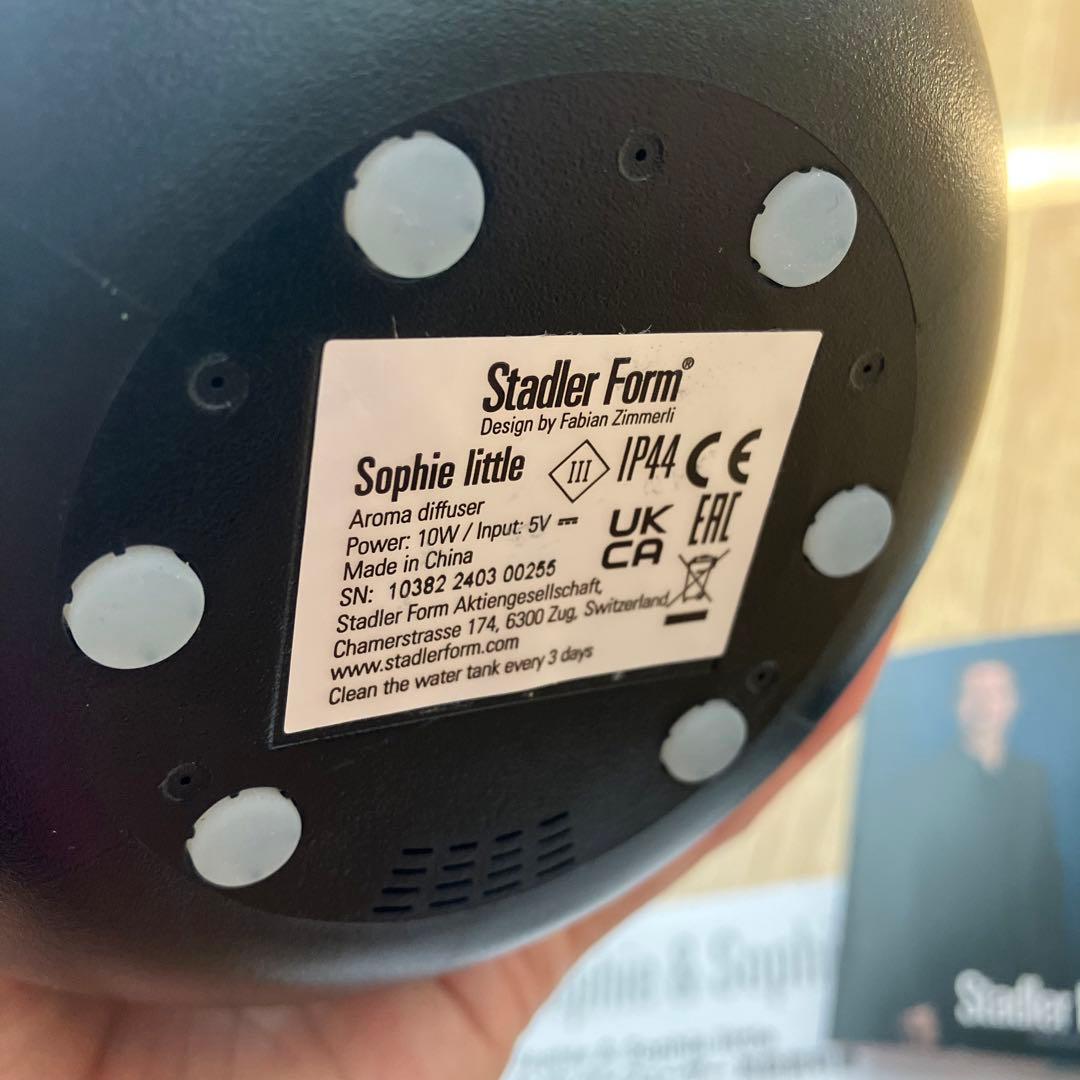 Stadler Form®
Design by Fabian Zimmerli
Sophie little III IP44 CE
Aroma diffuser
Power: 10W / Input: 5V ⎓
UK
CA
EAC
Made in China
SN: 10382 2403 00255
Stadler Form Aktiengesellschaft,
Chamerstrasse 174, 6300 Zug, Switzerland
www.stadlerform.com
Clean the water tank every 3 days
Stadler